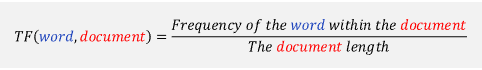 TF(word, document) = Frequency of the word within the document / The document length